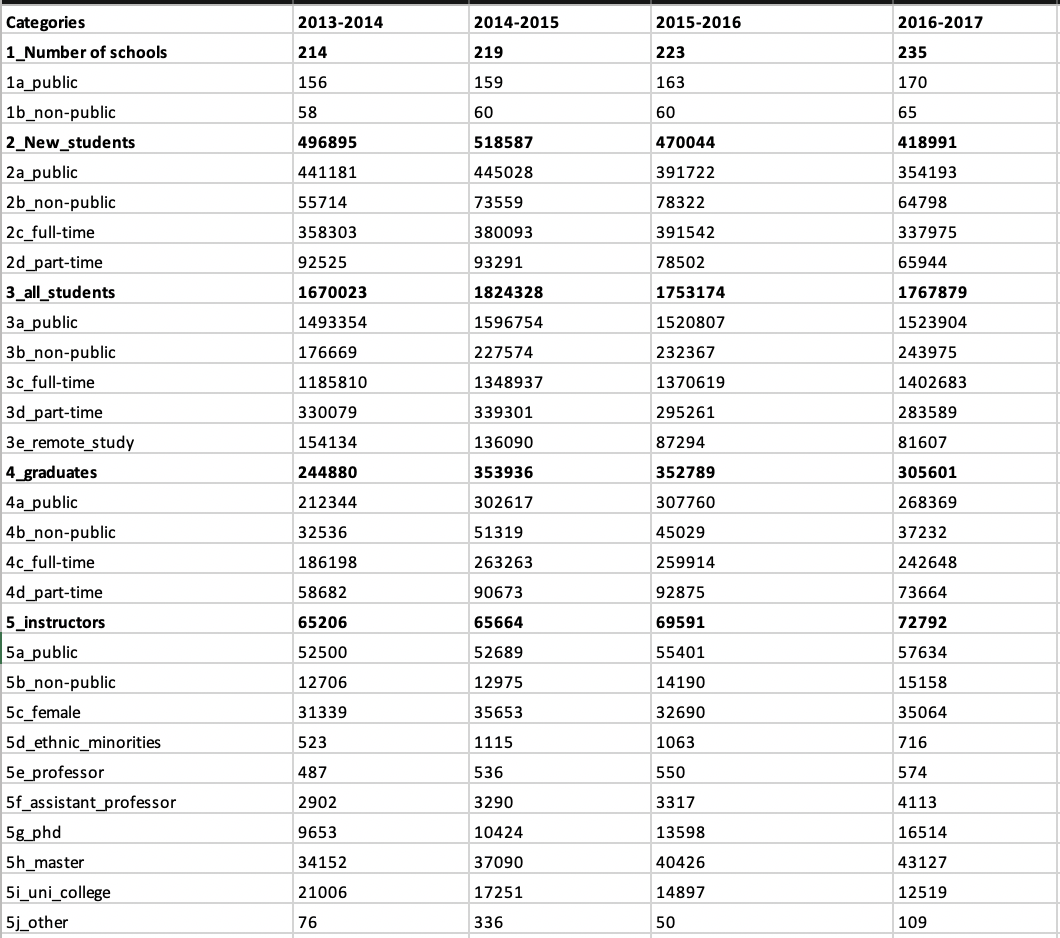 Categories 2013-2014 2014-2015 2015-2016 2016-2017
1_Number of schools 214 219 223 235
1a_public 156 159 163 170
1b_non-public 58 60 60 65
2_New_students 496895 518587 470044 418991
2a_public 441181 445028 391722 354193
2b_non-public 55714 73559 78322 64798
2c_full-time 358303 380093 391542 337975
2d_part-time 92525 93291 78502 65944
3_all_students 1670023 1824328 1753174 1767879
3a_public 1493354 1596754 1520807 1523904
3b_non-public 176669 227574 232367 243975
3c_full-time 1185810 1348937 1370619 1402683
3d_part-time 330079 339301 295261 283589
3e_remote_study 154134 136090 87294 81607
4_graduates 244880 353936 352789 305601
4a_public 212344 302617 307760 268369
4b_non-public 32536 51319 45029 37232
4c_full-time 186198 263263 259914 242648
4d_part-time 58682 90673 92875 73664
5_instructors 65206 65664 69591 72792
5a_public 52500 52689 55401 57634
5b_non-public 12706 12975 14190 15158
5c_female 31339 35653 32690 35064
5d_ethnic_minorities 523 1115 1063 716
5e_professor 487 536 550 574
5f_assistant_professor 2902 3290 3317 4113
5g_phd 9653 10424 13598 16514
5h_master 34152 37090 40426 43127
5i_uni_college 21006 17251 14897 12519
5j_other 76 336 50 109